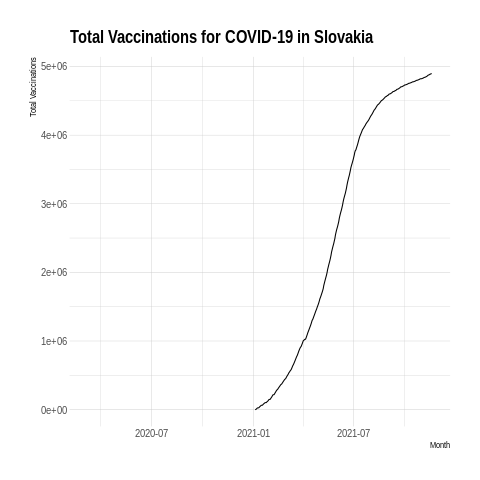 Total Vaccinations for COVID-19 in Slovakia
Total Vaccinations
5e+06
4e+06
3e+06
2e+06
1e+06
0e+00
2020-07
2021-01
2021-07
Month